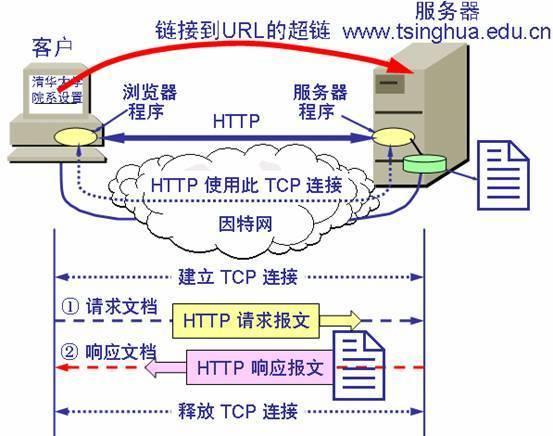 服务器
客户
链接到URL的超链 www.tsinghua.edu.cn
清华大学
院系设置
浏览器
程序
服务器
程序
HTTP
HTTP 使用此 TCP 连接
因特网
建立 TCP 连接
① 请求文档
HTTP 请求报文
② 响应文档
HTTP 响应报文
释放 TCP 连接